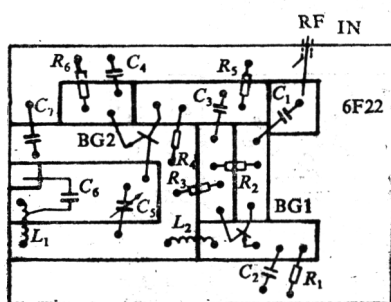 RF IN
R6 C4 R5
C7 C3 C1 6F22
BG2 R4
R3 R2
C6 C5 BG1
L1 L2
C2 R1